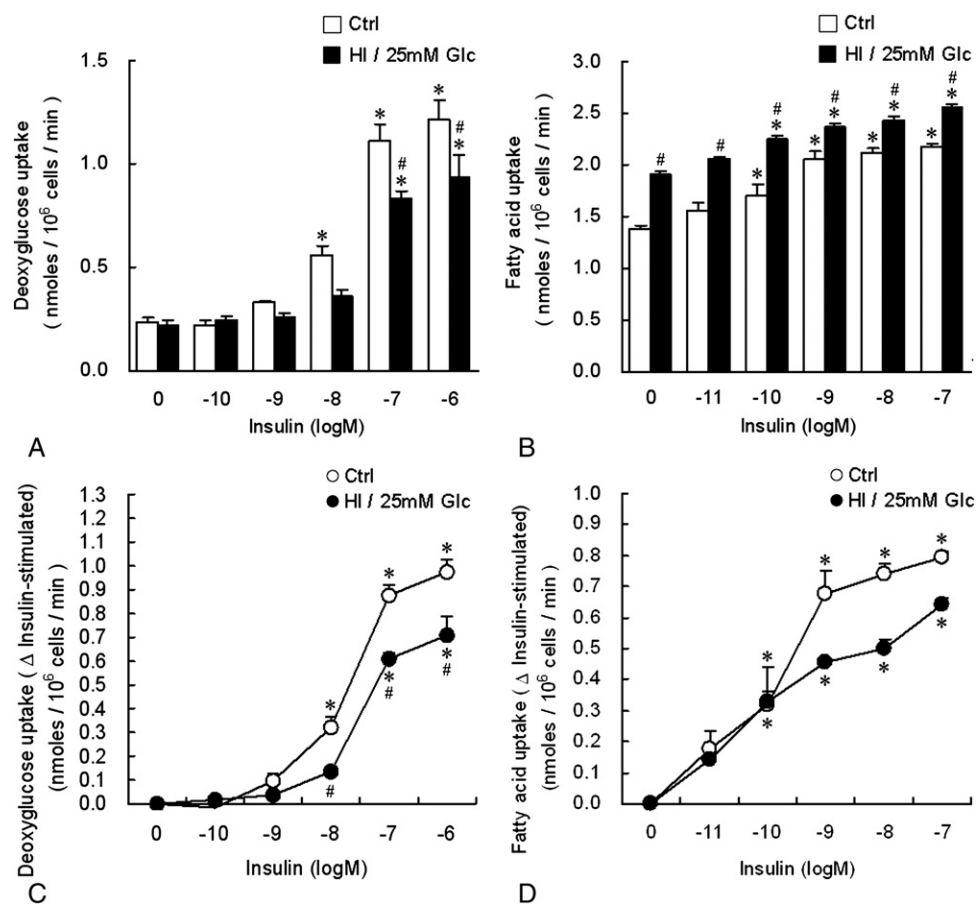 Ctrl
HI / 25mM Glc
Deoxyglucose uptake
( nmoles / 10⁶ cells / min )
1.5
1.0
0.5
0.0
*
*
# *
*
# *
0 -10 -9 -8 -7 -6
Insulin (logM)
A
Ctrl
HI / 25mM Glc
Fatty acid uptake
( nmoles / 10⁶ cells / min )
3.0
2.5
2.0
1.5
1.0
0.5
0.0
#
#
*
# *
*
# *
*
# *
*
# *
0 -11 -10 -9 -8 -7
Insulin (logM)
B
Ctrl
HI / 25mM Glc
Deoxyglucose uptake ( Δ Insulin-stimulated)
(nmoles / 10⁶ cells / min )
1.3
1.2
1.1
1.0
0.9
0.8
0.7
0.6
0.5
0.4
0.3
0.2
0.1
0.0
*
#
*
*
#
*
*
#
0 -10 -9 -8 -7 -6
Insulin (logM)
C
Ctrl
HI / 25mM Glc
Fatty acid uptake ( Δ Insulin-stimulated)
(nmoles / 10⁶ cells / min )
1.0
0.9
0.8
0.7
0.6
0.5
0.4
0.3
0.2
0.1
0
*
*
*
*
*
*
*
*
0 -11 -10 -9 -8 -7
Insulin (logM)
D